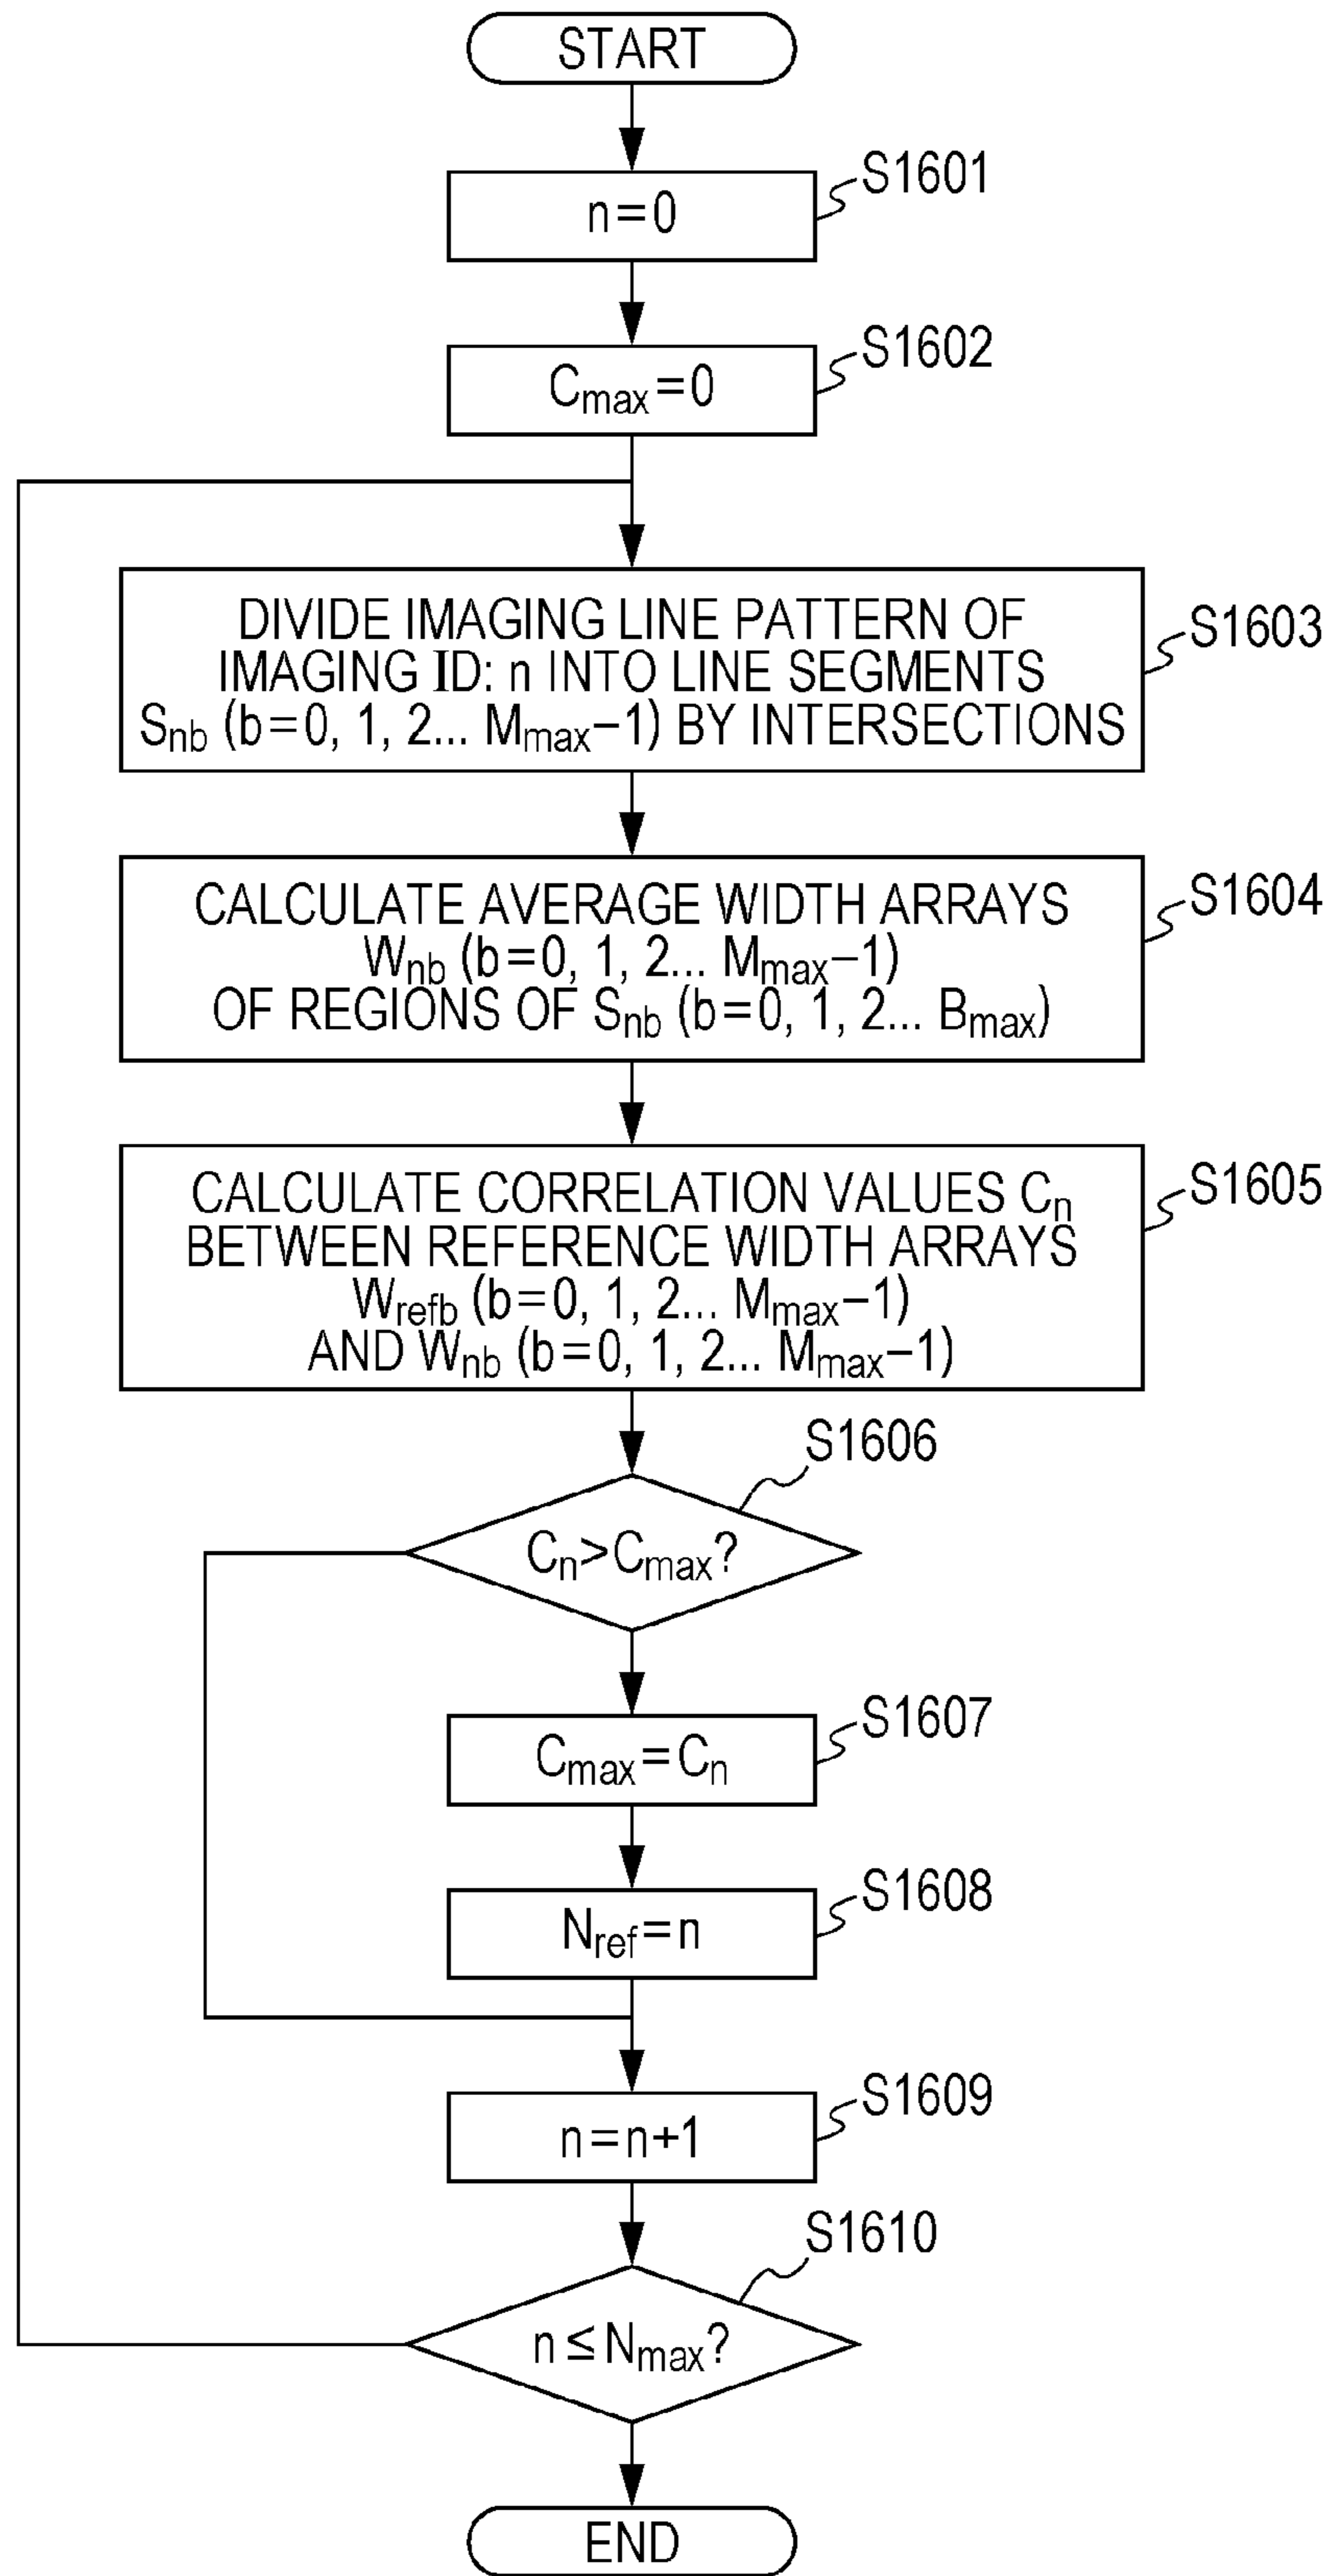 START
S1601
n=0
S1602
Cmax=0
S1603
DIVIDE IMAGING LINE PATTERN OF
IMAGING ID: n INTO LINE SEGMENTS
Snb (b=0, 1, 2... Mmax−1) BY INTERSECTIONS
S1604
CALCULATE AVERAGE WIDTH ARRAYS
Wnb (b=0, 1, 2... Mmax−1)
OF REGIONS OF Snb (b=0, 1, 2... Bmax)
S1605
CALCULATE CORRELATION VALUES Cn
BETWEEN REFERENCE WIDTH ARRAYS
Wrefb (b=0, 1, 2... Mmax−1)
AND Wnb (b=0, 1, 2... Mmax−1)
S1606
Cn>Cmax?
S1607
Cmax=Cn
S1608
Nref=n
S1609
n=n+1
S1610
n≤Nmax?
END